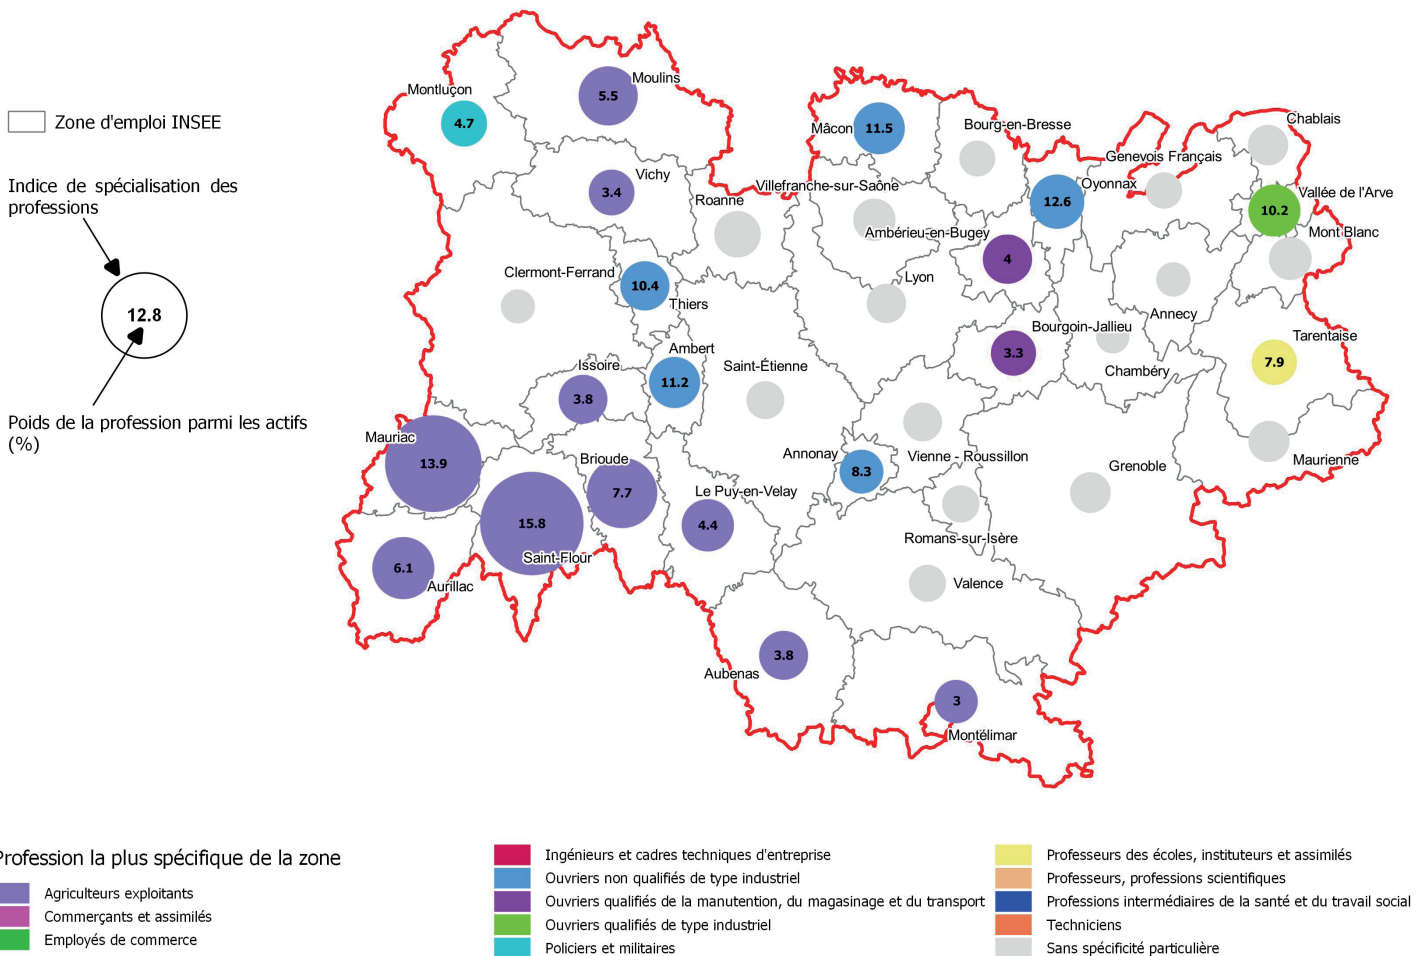 Zone d'emploi INSEE
Indice de spécialisation des
professions
12.8
Poids de la profession parmi les actifs
(%)
Montluçon
4.7
Moulins
5.5
Vichy
3.4
Mâcon
11.5
Bourg-en-Bresse
Chablais
Genevois Français
Oyonnax
12.6
Vallée de l'Arve
10.2
Mont Blanc
Villefranche-sur-Saône
Roanne
Ambérieu-en-Bugey
4
Clermont-Ferrand
10.4
Thiers
Lyon
Annecy
Bourgoin-Jallieu
3.3
Chambéry
Tarentaise
7.9
Ambert
11.2
Issoire
3.8
Saint-Étienne
Mauriac
13.9
Brioude
7.7
Annonay
8.3
Vienne - Roussillon
Grenoble
Maurienne
Le Puy-en-Velay
4.4
15.8
Saint-Flour
Romans-sur-Isère
6.1
Aurillac
Valence
3.8
Aubenas
3
Montélimar
Profession la plus spécifique de la zone
Agriculteurs exploitants
Commerçants et assimilés
Employés de commerce
Ingénieurs et cadres techniques d'entreprise
Ouvriers non qualifiés de type industriel
Ouvriers qualifiés de la manutention, du magasinage et du transport
Ouvriers qualifiés de type industriel
Policiers et militaires
Professeurs des écoles, instituteurs et assimilés
Professeurs, professions scientifiques
Professions intermédiaires de la santé et du travail social
Techniciens
Sans spécificité particulière